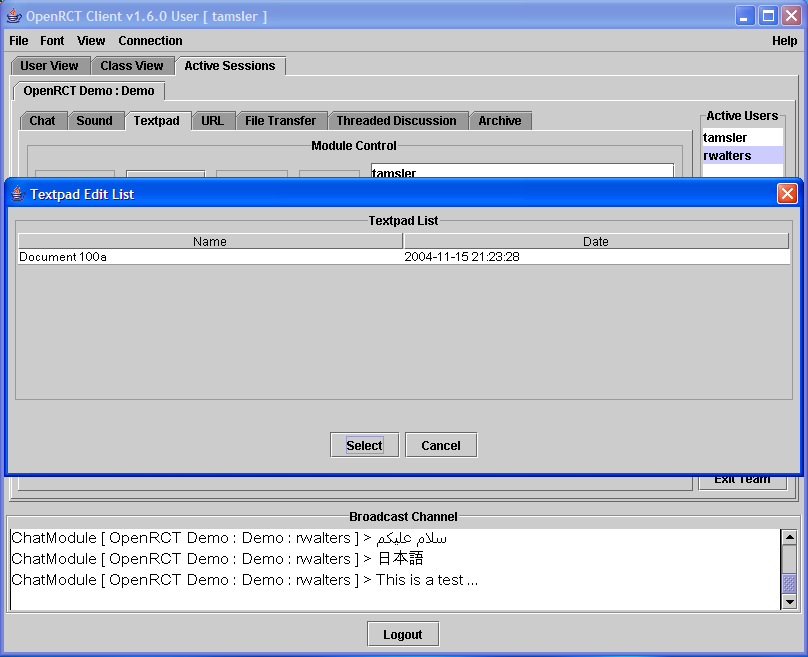 OpenRCT Client v1.6.0 User [ tamsler ]
File Font View Connection Help
User View Class View Active Sessions
OpenRCT Demo : Demo
Chat Sound Textpad URL File Transfer Threaded Discussion Archive
Active Users
tamsler
rwalters
Module Control
tamsler
Textpad Edit List
Textpad List
Name Date
Document 100a 2004-11-15 21:23:28
Select Cancel
Exit Team
Broadcast Channel
ChatModule [ OpenRCT Demo : Demo : rwalters ] > سلام علیکم
ChatModule [ OpenRCT Demo : Demo : rwalters ] > 日本語
ChatModule [ OpenRCT Demo : Demo : rwalters ] > This is a test ...
Logout